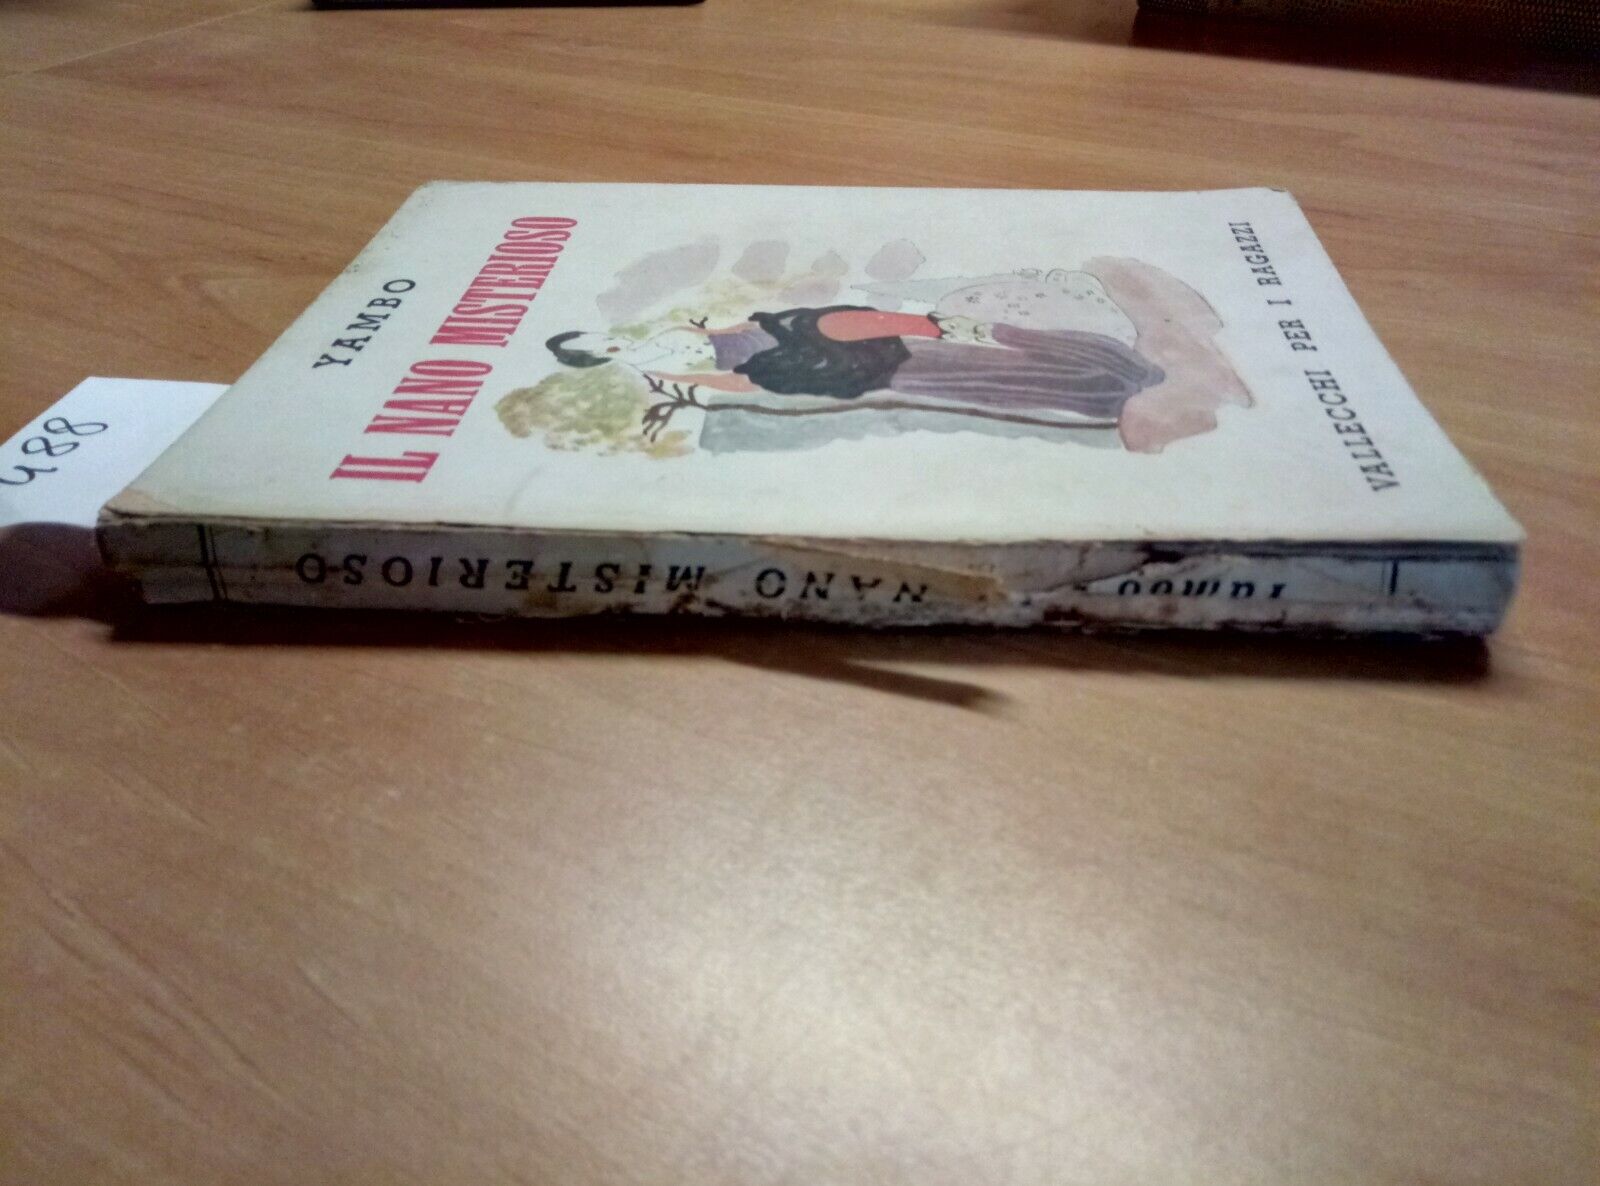 YAMBO
IL NANO MISTERIOSO
VALLECCHI PER I RAGAZZI
NANO MISTERIOSO
488